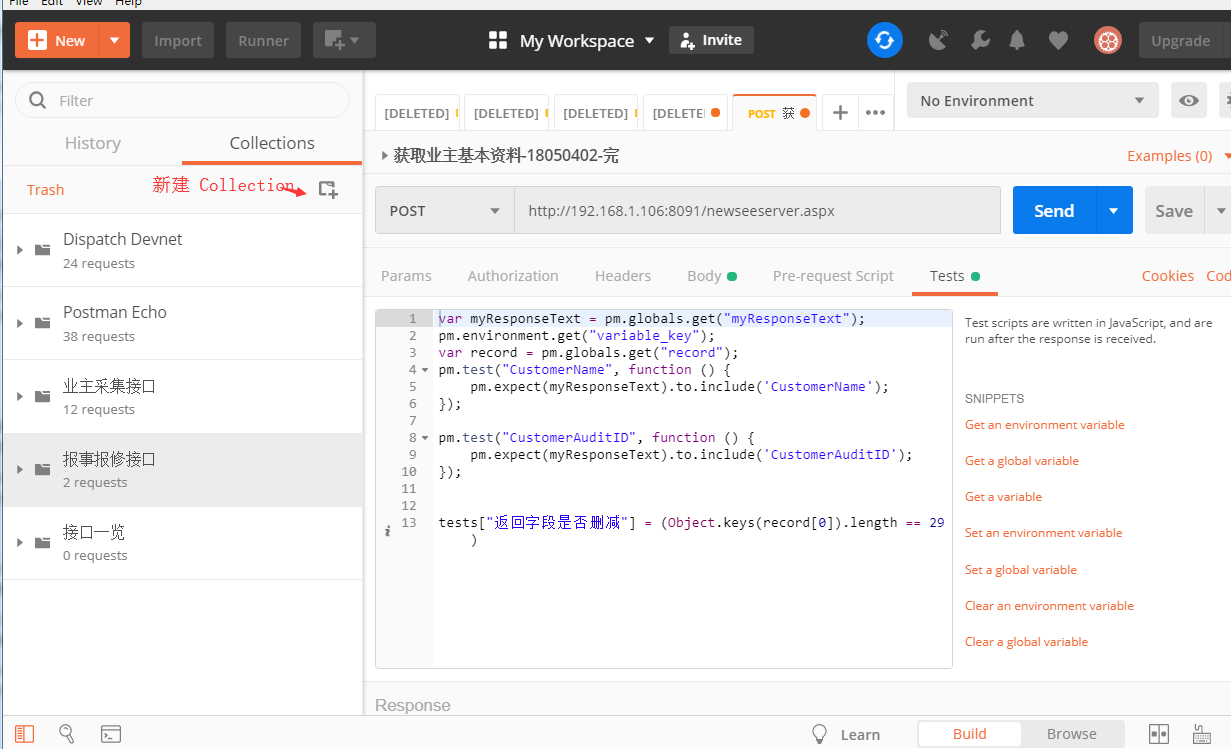 File Edit View Help
New Import Runner My Workspace Invite Upgrade
Filter
History Collections
Trash 新建 Collection
Dispatch Devnet
24 requests
Postman Echo
38 requests
业主采集接口
12 requests
报事报修接口
2 requests
接口一览
0 requests
[DELETED] [DELETED] [DELETED] [DELETE POST 获 No Environment
获取业主基本资料-18050402-完 Examples (0)
POST http://192.168.1.106:8091/newseeserver.aspx Send Save
Params Authorization Headers Body Pre-request Script Tests Cookies Cod
1 var myResponseText = pm.globals.get("myResponseText");
2 pm.environment.get("variable_key");
3 var record = pm.globals.get("record");
4 pm.test("CustomerName", function () {
5 pm.expect(myResponseText).to.include('CustomerName');
6 });
7
8 pm.test("CustomerAuditID", function () {
9 pm.expect(myResponseText).to.include('CustomerAuditID');
10 });
11
12
13 tests["返回字段是否删减"] = (Object.keys(record[0]).length == 29
)
Test scripts are written in JavaScript, and are
run after the response is received.
SNIPPETS
Get an environment variable
Get a global variable
Get a variable
Set an environment variable
Set a global variable
Clear an environment variable
Clear a global variable
Response
Learn Build Browse